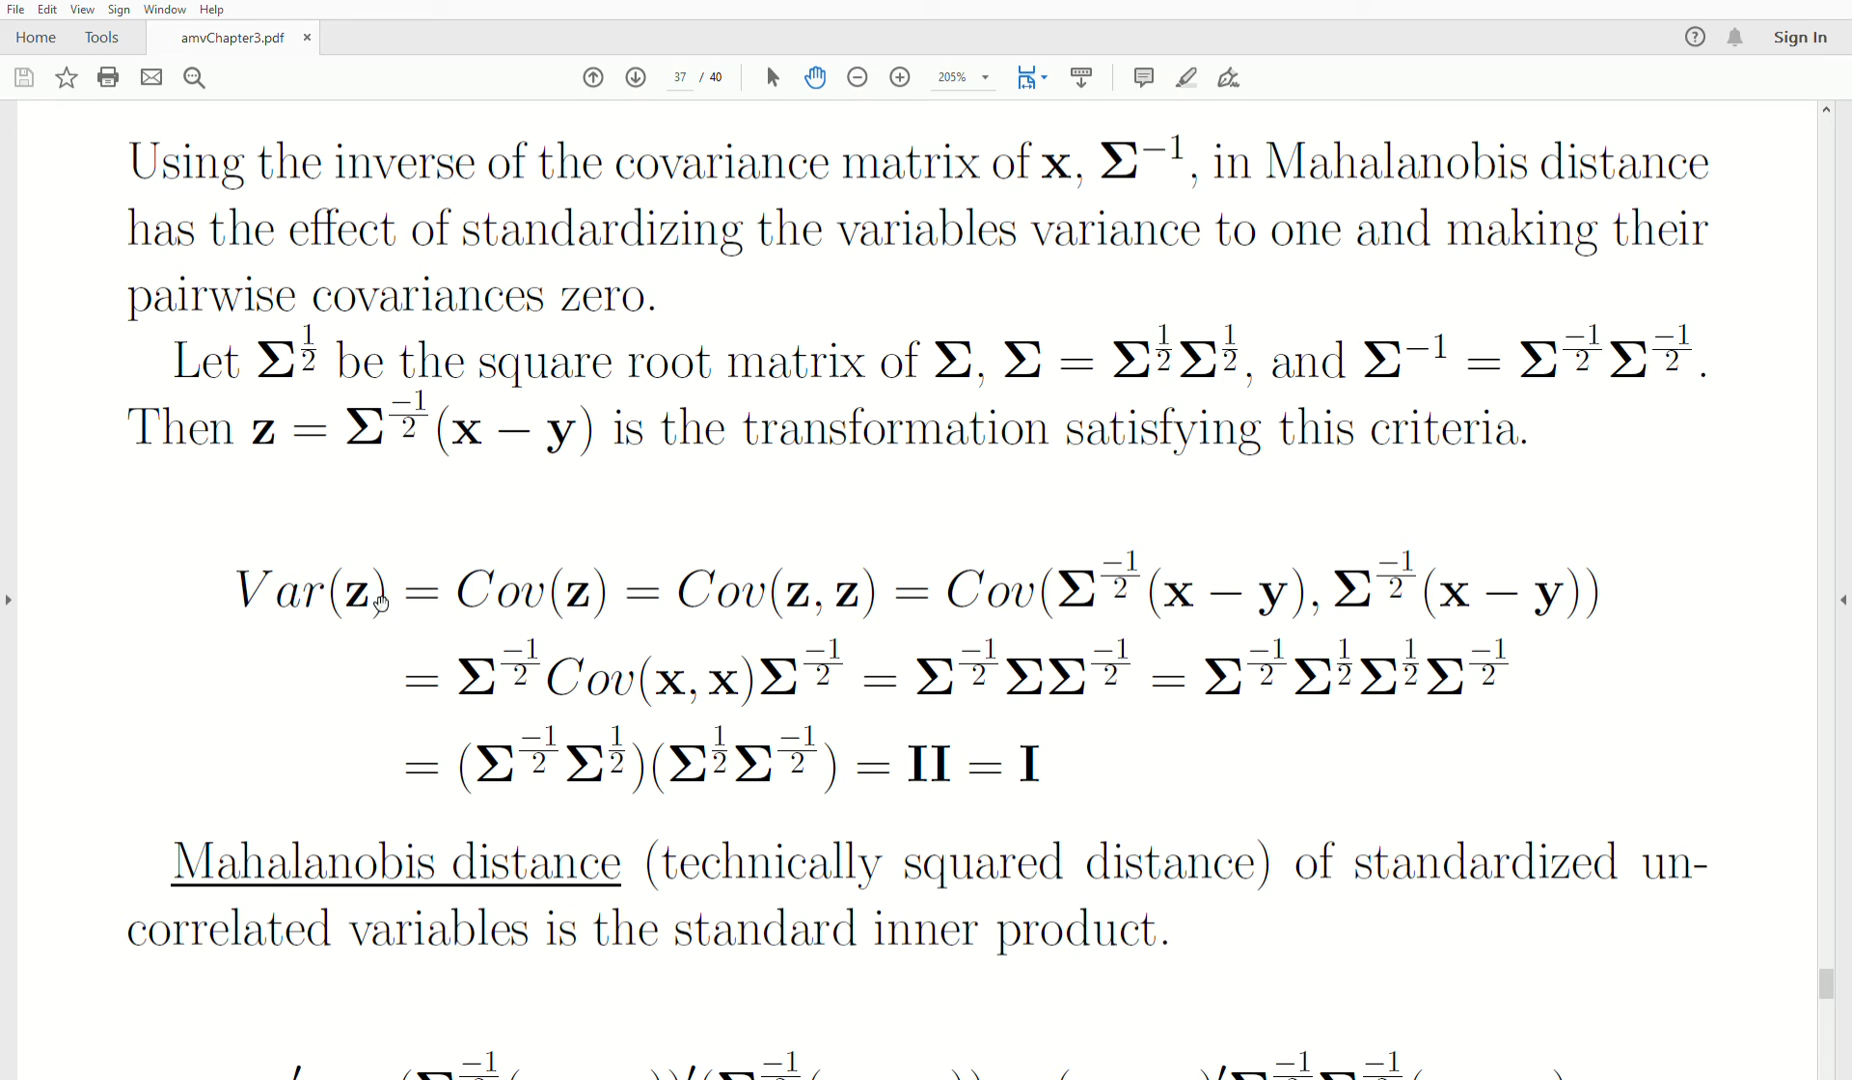 File Edit View Sign Window Help
Home Tools amvChapter3.pdf × Sign In
37 / 40 205%
Using the inverse of the covariance matrix of x, Σ⁻¹, in Mahalanobis distance
has the effect of standardizing the variables variance to one and making their
pairwise covariances zero.
Let Σ^(1/2) be the square root matrix of Σ, Σ = Σ^(1/2)Σ^(1/2), and Σ⁻¹ = Σ^(-1/2)Σ^(-1/2).
Then z = Σ^(-1/2)(x − y) is the transformation satisfying this criteria.
Var(z) = Cov(z) = Cov(z, z) = Cov(Σ^(-1/2)(x − y), Σ^(-1/2)(x − y))
= Σ^(-1/2)Cov(x, x)Σ^(-1/2) = Σ^(-1/2)ΣΣ^(-1/2) = Σ^(-1/2)Σ^(1/2)Σ^(1/2)Σ^(-1/2)
= (Σ^(-1/2)Σ^(1/2))(Σ^(1/2)Σ^(-1/2)) = II = I
Mahalanobis distance (technically squared distance) of standardized un-
correlated variables is the standard inner product.